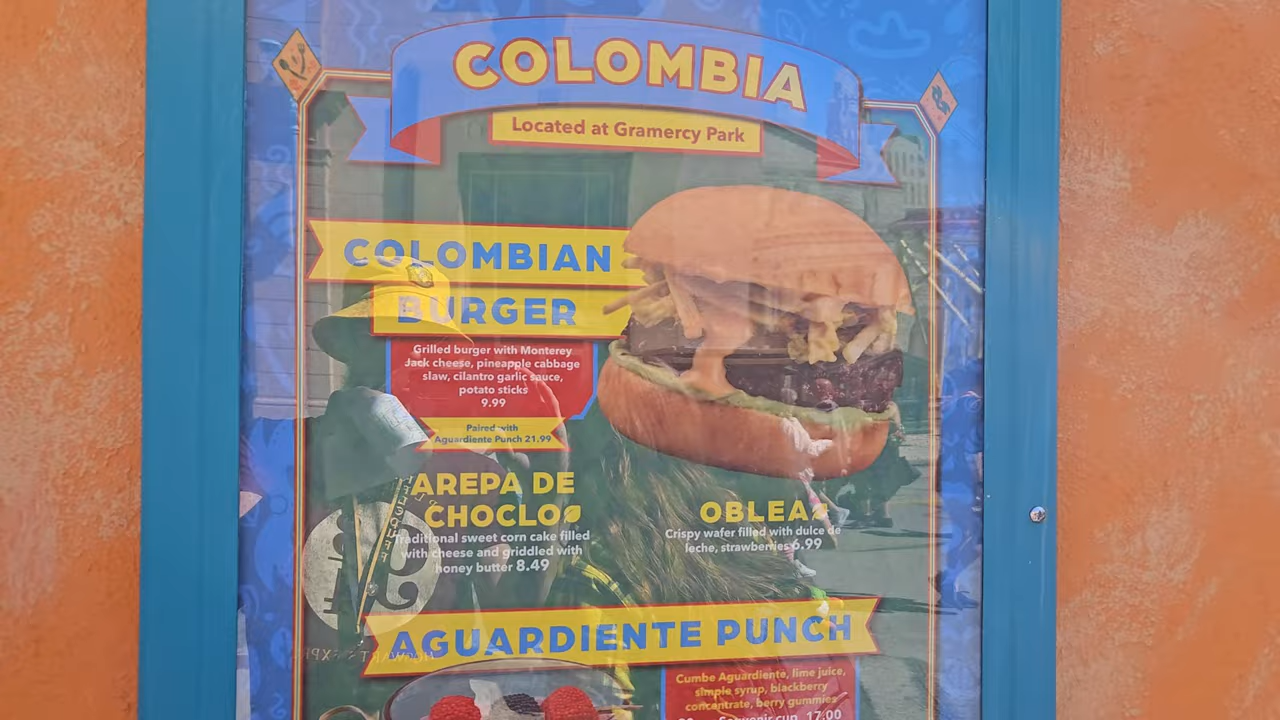 COLOMBIA
Located at Gramercy Park
COLOMBIAN
BURGER
Grilled burger with Monterey
Jack cheese, pineapple cabbage
slaw, cilantro garlic sauce,
potato sticks
9.99
Paired with
Aguardiente Punch 21.99
AREPA DE
CHOCLO
Traditional sweet corn cake filled
with cheese and griddled with
honey butter 8.49
OBLEA
Crispy wafer filled with dulce de
leche, strawberries 6.99
AGUARDIENTE PUNCH
Cumbe Aguardiente, lime juice,
simple syrup, blackberry
concentrate, berry gummies
Souvenir cup 17.00